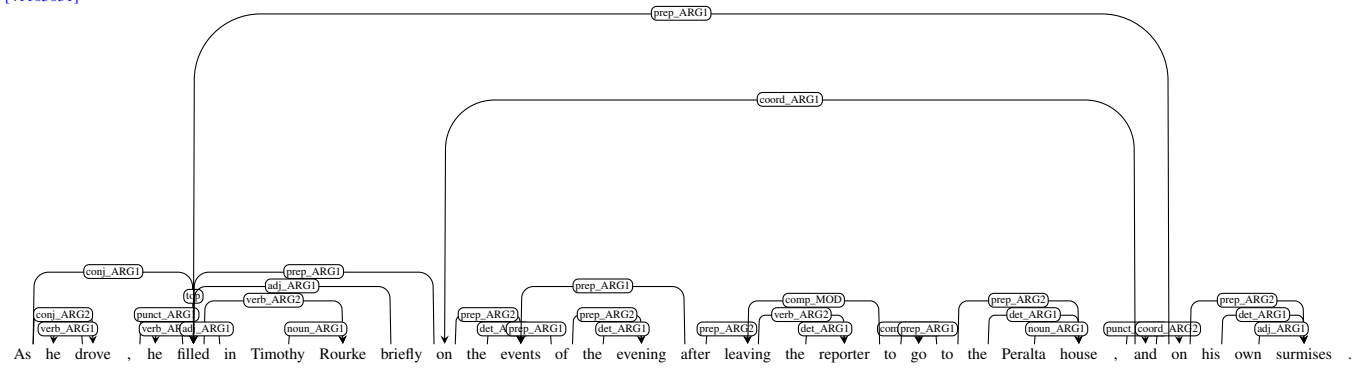 prep_ARG1
coord_ARG1
conj_ARG1 prep_ARG1
adj_ARG1 prep_ARG1
top verb_ARG2 comp_MOD prep_ARG2 prep_ARG2
conj_ARG2 punct_ARG1 prep_ARG2 prep_ARG2 verb_ARG2 det_ARG1 det_ARG1
verb_ARG1 adj_ARG1 noun_ARG1 prep_ARG1 det_ARG1 prep_ARG2 det_ARG1 prep_ARG1 noun_ARG1 coord_ARG2 adj_ARG1
As he drove , he filled in Timothy Rourke briefly on the events of the evening after leaving the reporter to go to the Peralta house , and on his own surmises .